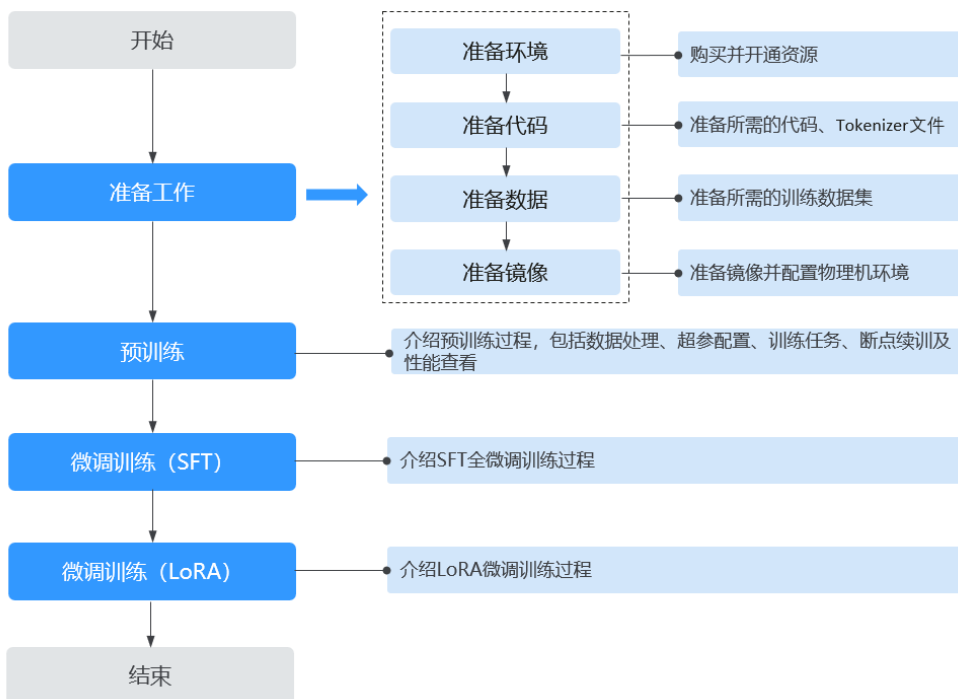 开始
准备工作
准备环境
购买并开通资源
准备代码
准备所需的代码、Tokenizer文件
准备数据
准备所需的训练数据集
准备镜像
准备镜像并配置物理机环境
预训练
介绍预训练过程，包括数据处理、超参配置、训练任务、断点续训及
性能查看
微调训练（SFT）
介绍SFT全微调训练过程
微调训练（LoRA）
介绍LoRA微调训练过程
结束